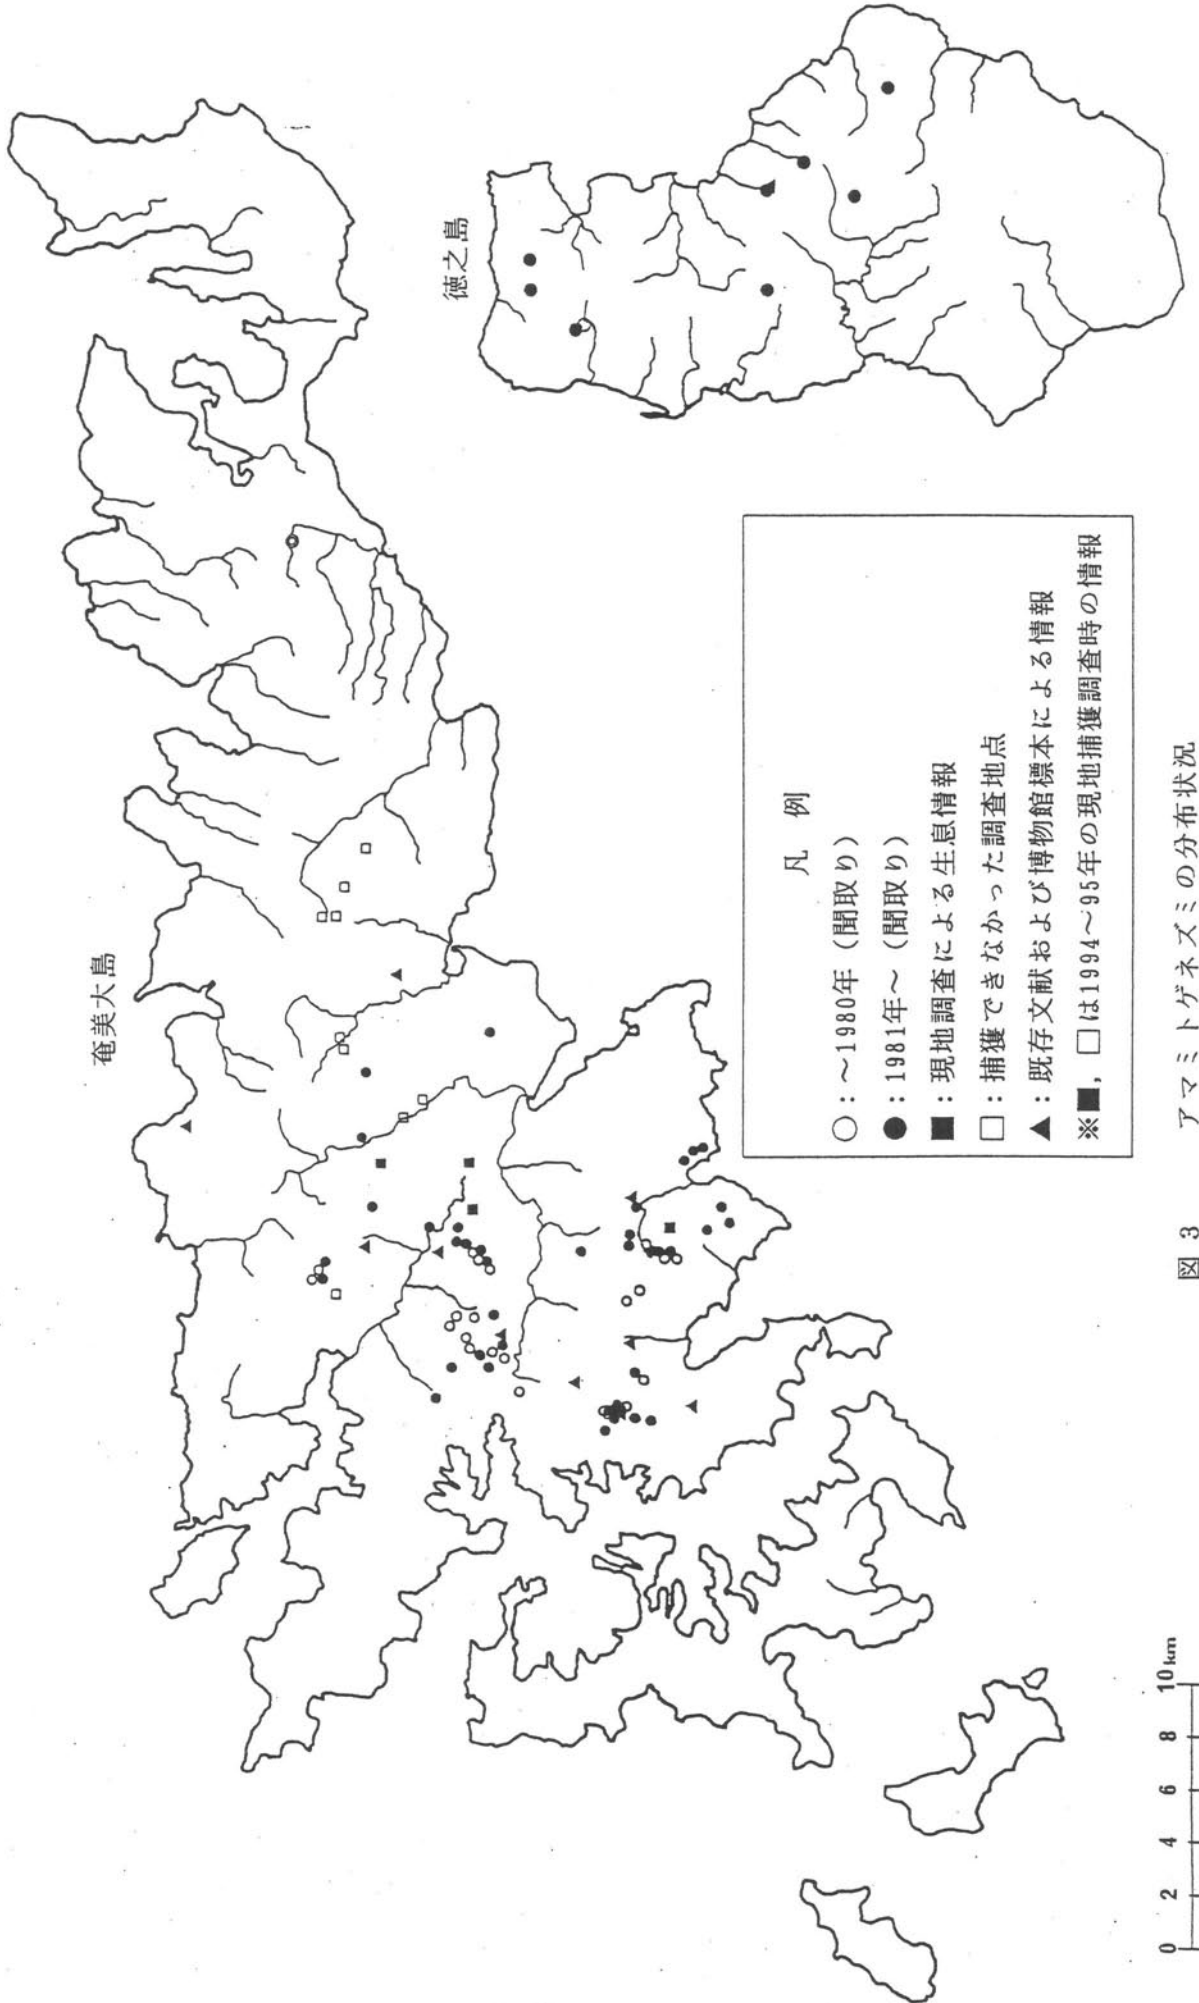 奄美大島
徳之島
凡 例
○：～1980年（聞取り）
●：1981年～（聞取り）
■：現地調査による生息情報
□：捕獲できなかった調査地点
▲：既存文献および博物館標本による情報
※■，□は1994～95年の現地捕獲調査時の情報
0 2 4 6 8 10km
図 3 アマミトゲネズミの分布状況